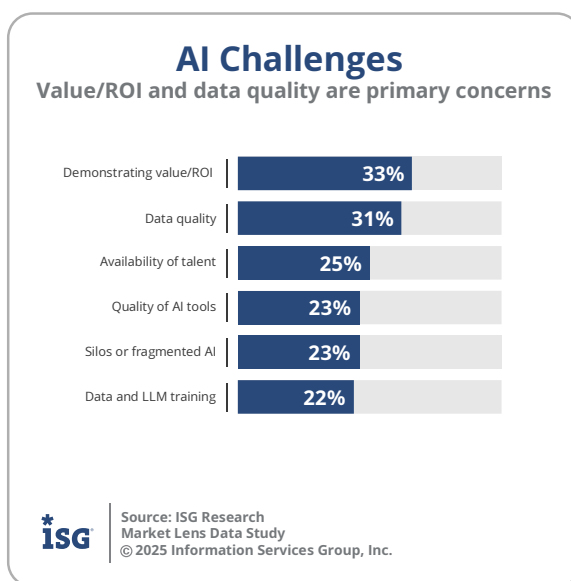 AI Challenges
Value/ROI and data quality are primary concerns
Demonstrating value/ROI 33%
Data quality 31%
Availability of talent 25%
Quality of AI tools 23%
Silos or fragmented AI 23%
Data and LLM training 22%
*ISG
Source: ISG Research
Market Lens Data Study
© 2025 Information Services Group, Inc.